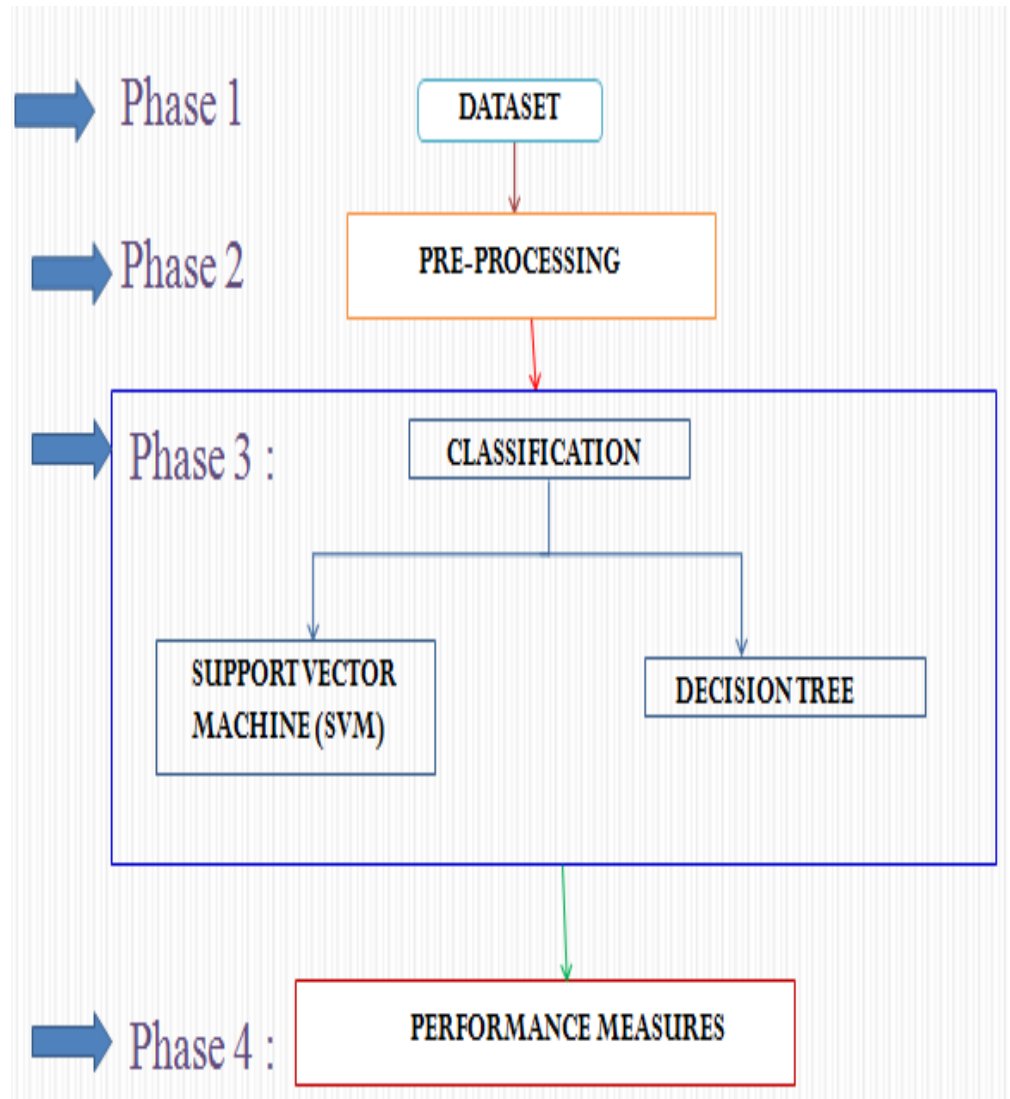 Phase 1
DATASET
Phase 2
PRE-PROCESSING
Phase 3 :
CLASSIFICATION
SUPPORT VECTOR
MACHINE (SVM)
DECISION TREE
Phase 4 :
PERFORMANCE MEASURES